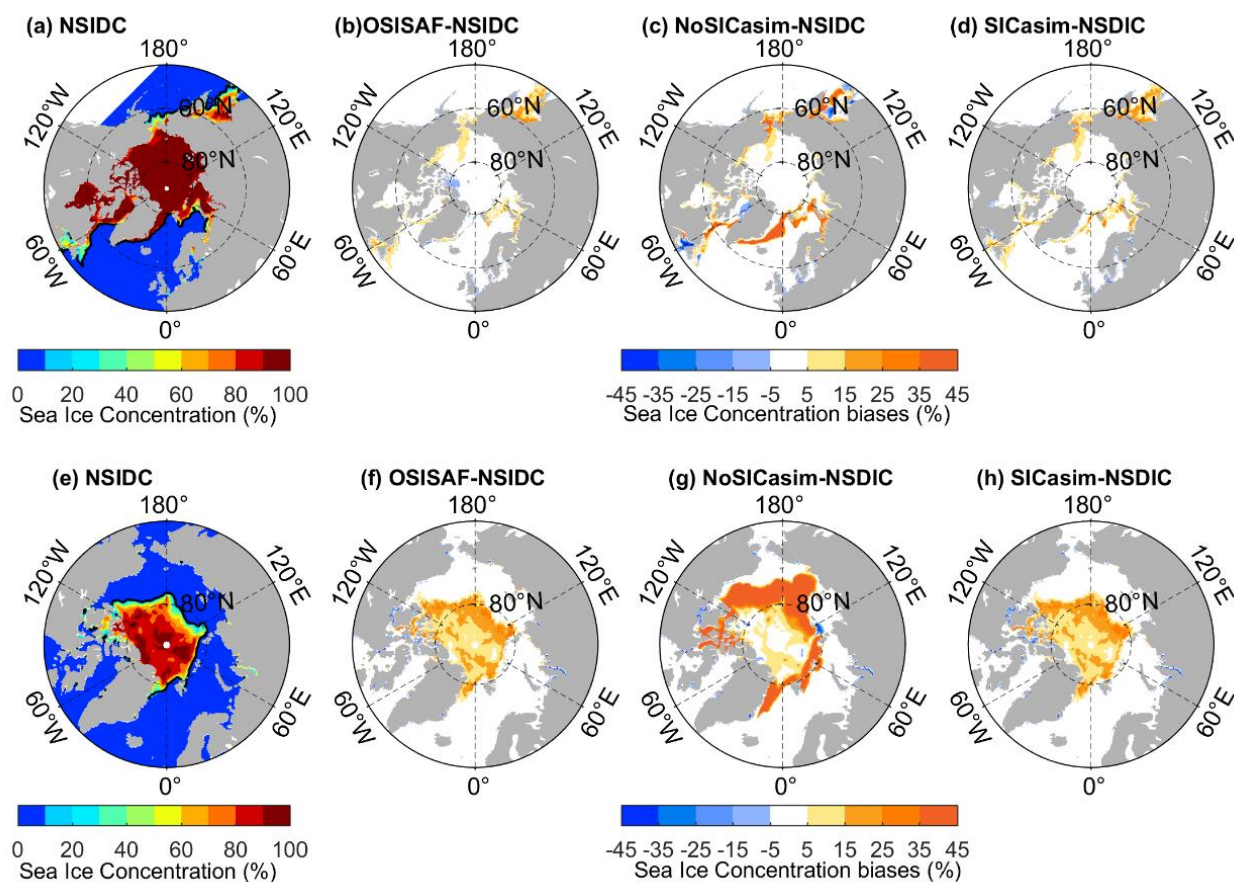 (a) NSIDC
(b)OSISAF-NSIDC
(c) NoSICasim-NSIDC
(d) SICasim-NSDIC
180° 180° 180° 180°
120°W 60°N 120°E 120°W 60°N 120°E 120°W 60°N 120°E 120°W 60°N 120°E
80°N 80°N 80°N 80°N
60°W 60°E 60°W 60°E 60°W 60°E 60°W 60°E
0° 0° 0° 0°
0 20 40 60 80 100
Sea Ice Concentration (%)
-45 -35 -25 -15 -5 5 15 25 35 45
Sea Ice Concentration biases (%)
(e) NSIDC
(f) OSISAF-NSIDC
(g) NoSICasim-NSDIC
(h) SICasim-NSDIC
180° 180° 180° 180°
120°W 120°E 120°W 120°E 120°W 120°E 120°W 120°E
80°N 80°N 80°N 80°N
60°W 60°E 60°W 60°E 60°W 60°E 60°W 60°E
0° 0° 0° 0°
0 20 40 60 80 100
Sea Ice Concentration (%)
-45 -35 -25 -15 -5 5 15 25 35 45
Sea Ice Concentration biases (%)